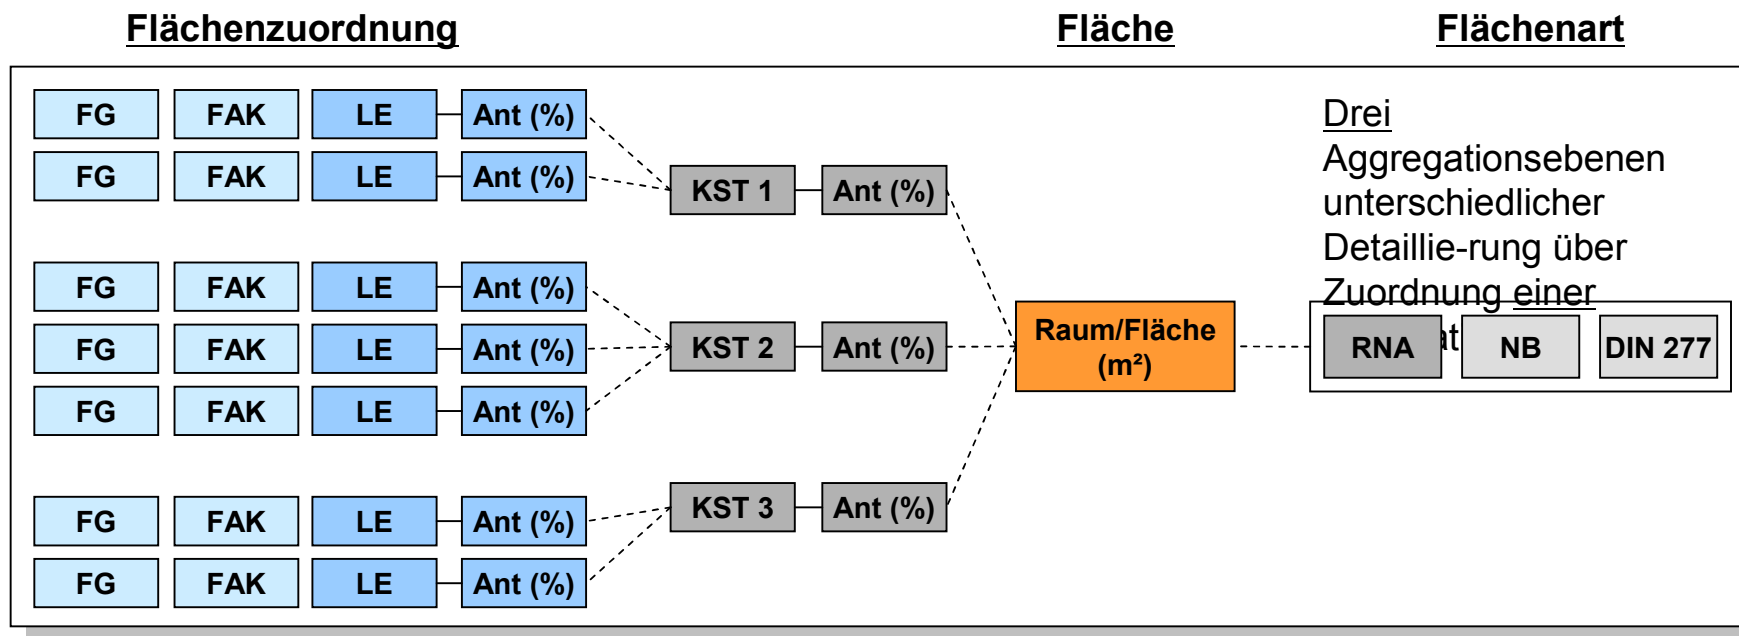 Flächenzuordnung Fläche Flächenart
FG FAK LE Ant (%)
FG FAK LE Ant (%)
KST 1 Ant (%)
FG FAK LE Ant (%)
FG FAK LE Ant (%)
FG FAK LE Ant (%)
KST 2 Ant (%)
FG FAK LE Ant (%)
FG FAK LE Ant (%)
KST 3 Ant (%)
Raum/Fläche
(m²)
Drei
Aggregationsebenen
unterschiedlicher
Detaillie-rung über
Zuordnung einer
RNA NB DIN 277